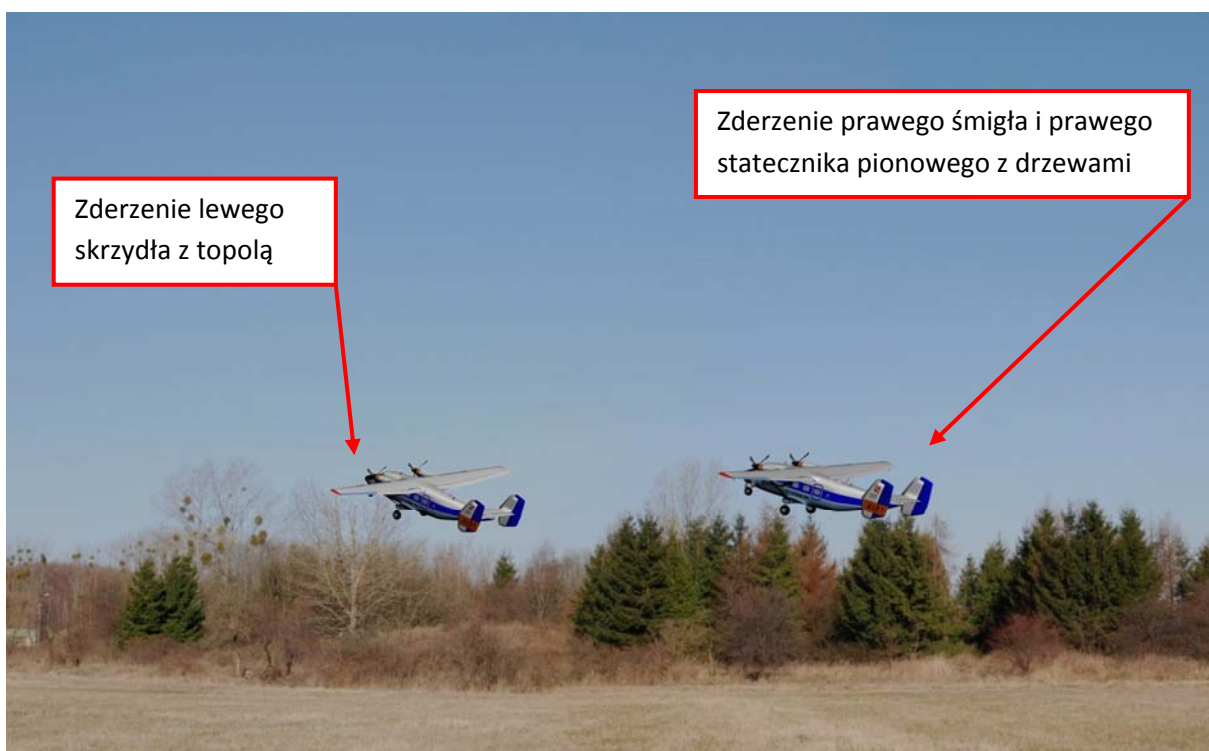 Zderzenie prawego śmigła i prawego
statecznika pionowego z drzewami
Zderzenie lewego
skrzydła z topolą